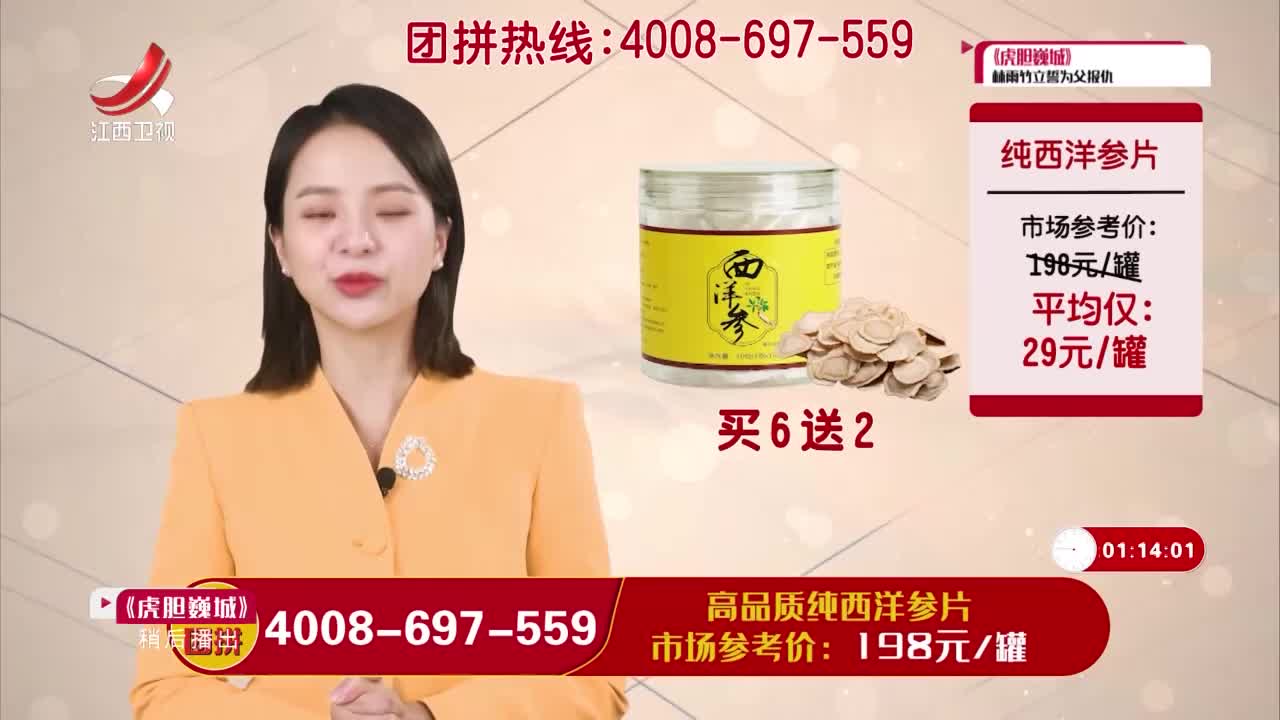 团拼热线:4008-697-559
江西卫视
《虎胆巍城》
林雨竹立誓为父报仇
纯西洋参片
市场参考价:
198元/罐
平均仅:
29元/罐
西洋参
买6送2
01:14:01
《虎胆巍城》
稍后播出
团拼
4008-697-559
高品质纯西洋参片
市场参考价: 198元/罐